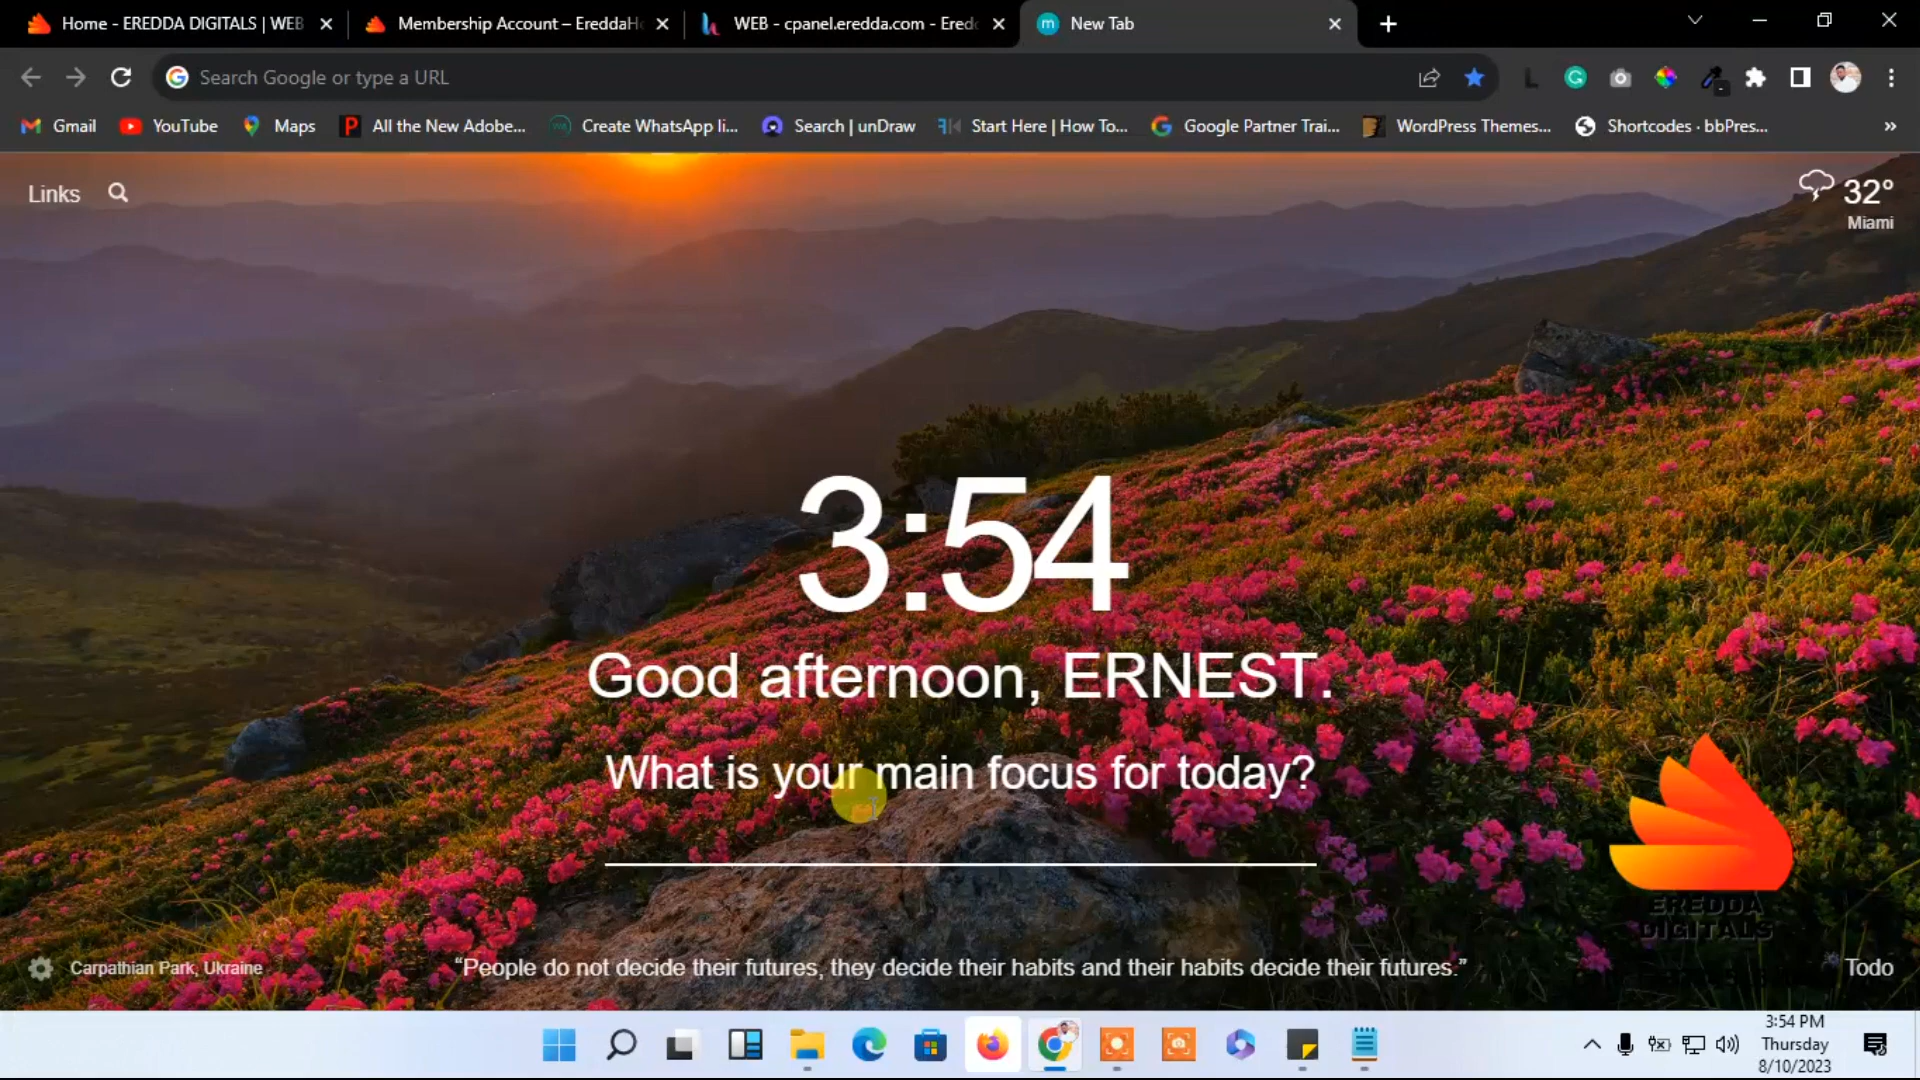 Home - EREDDA DIGITALS | WEB
Membership Account – EreddaHo
WEB - cpanel.eredda.com - Eredd
m
New Tab
Search Google or type a URL
Gmail
YouTube
Maps
All the New Adobe...
Create WhatsApp li...
Search | unDraw
Start Here | How To...
Google Partner Trai...
WordPress Themes...
Shortcodes · bbPres...
»
Links
32°
Miami
3:54
Good afternoon, ERNEST.
What is your main focus for today?
EREDDA
DIGITALS
Carpathian Park, Ukraine
“People do not decide their futures, they decide their habits and their habits decide their futures.”
Todo
3:54 PM
Thursday
8/10/2023